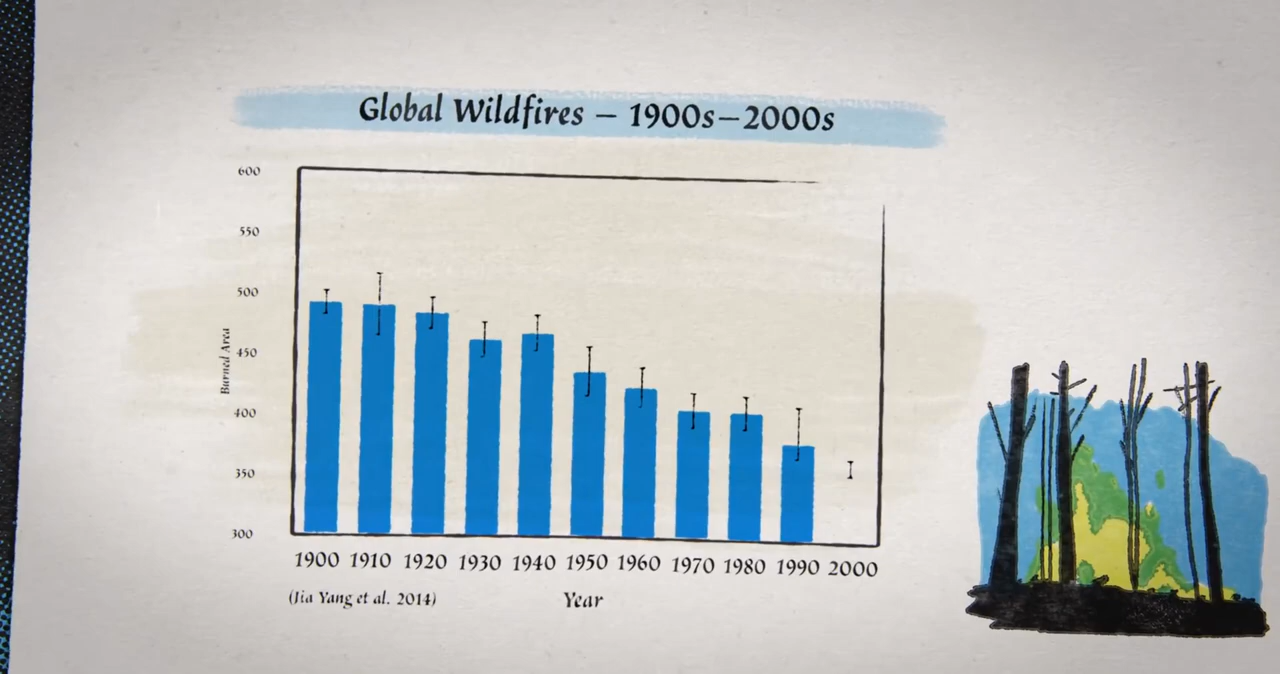 Global Wildfires – 1900s–2000s
600
550
500
450
400
350
300
Burned Area
1900 1910 1920 1930 1940 1950 1960 1970 1980 1990 2000
(Jia Yang et al. 2014)
Year